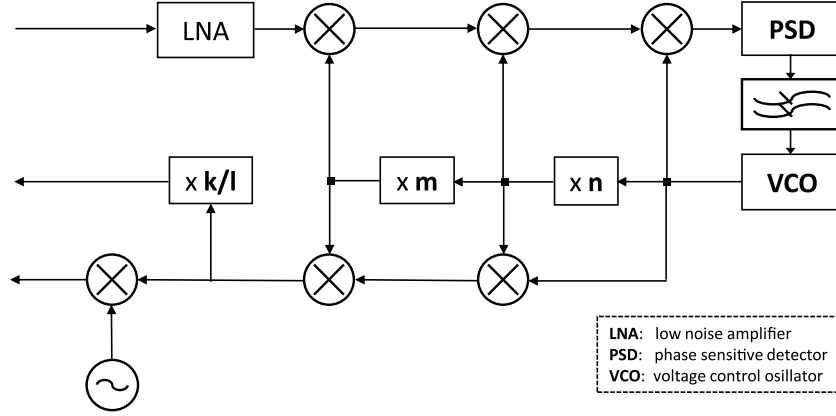 LNA
PSD
x k/l
x m
x n
VCO
LNA: low noise amplifier
PSD: phase sensitive detector
VCO: voltage control osillator